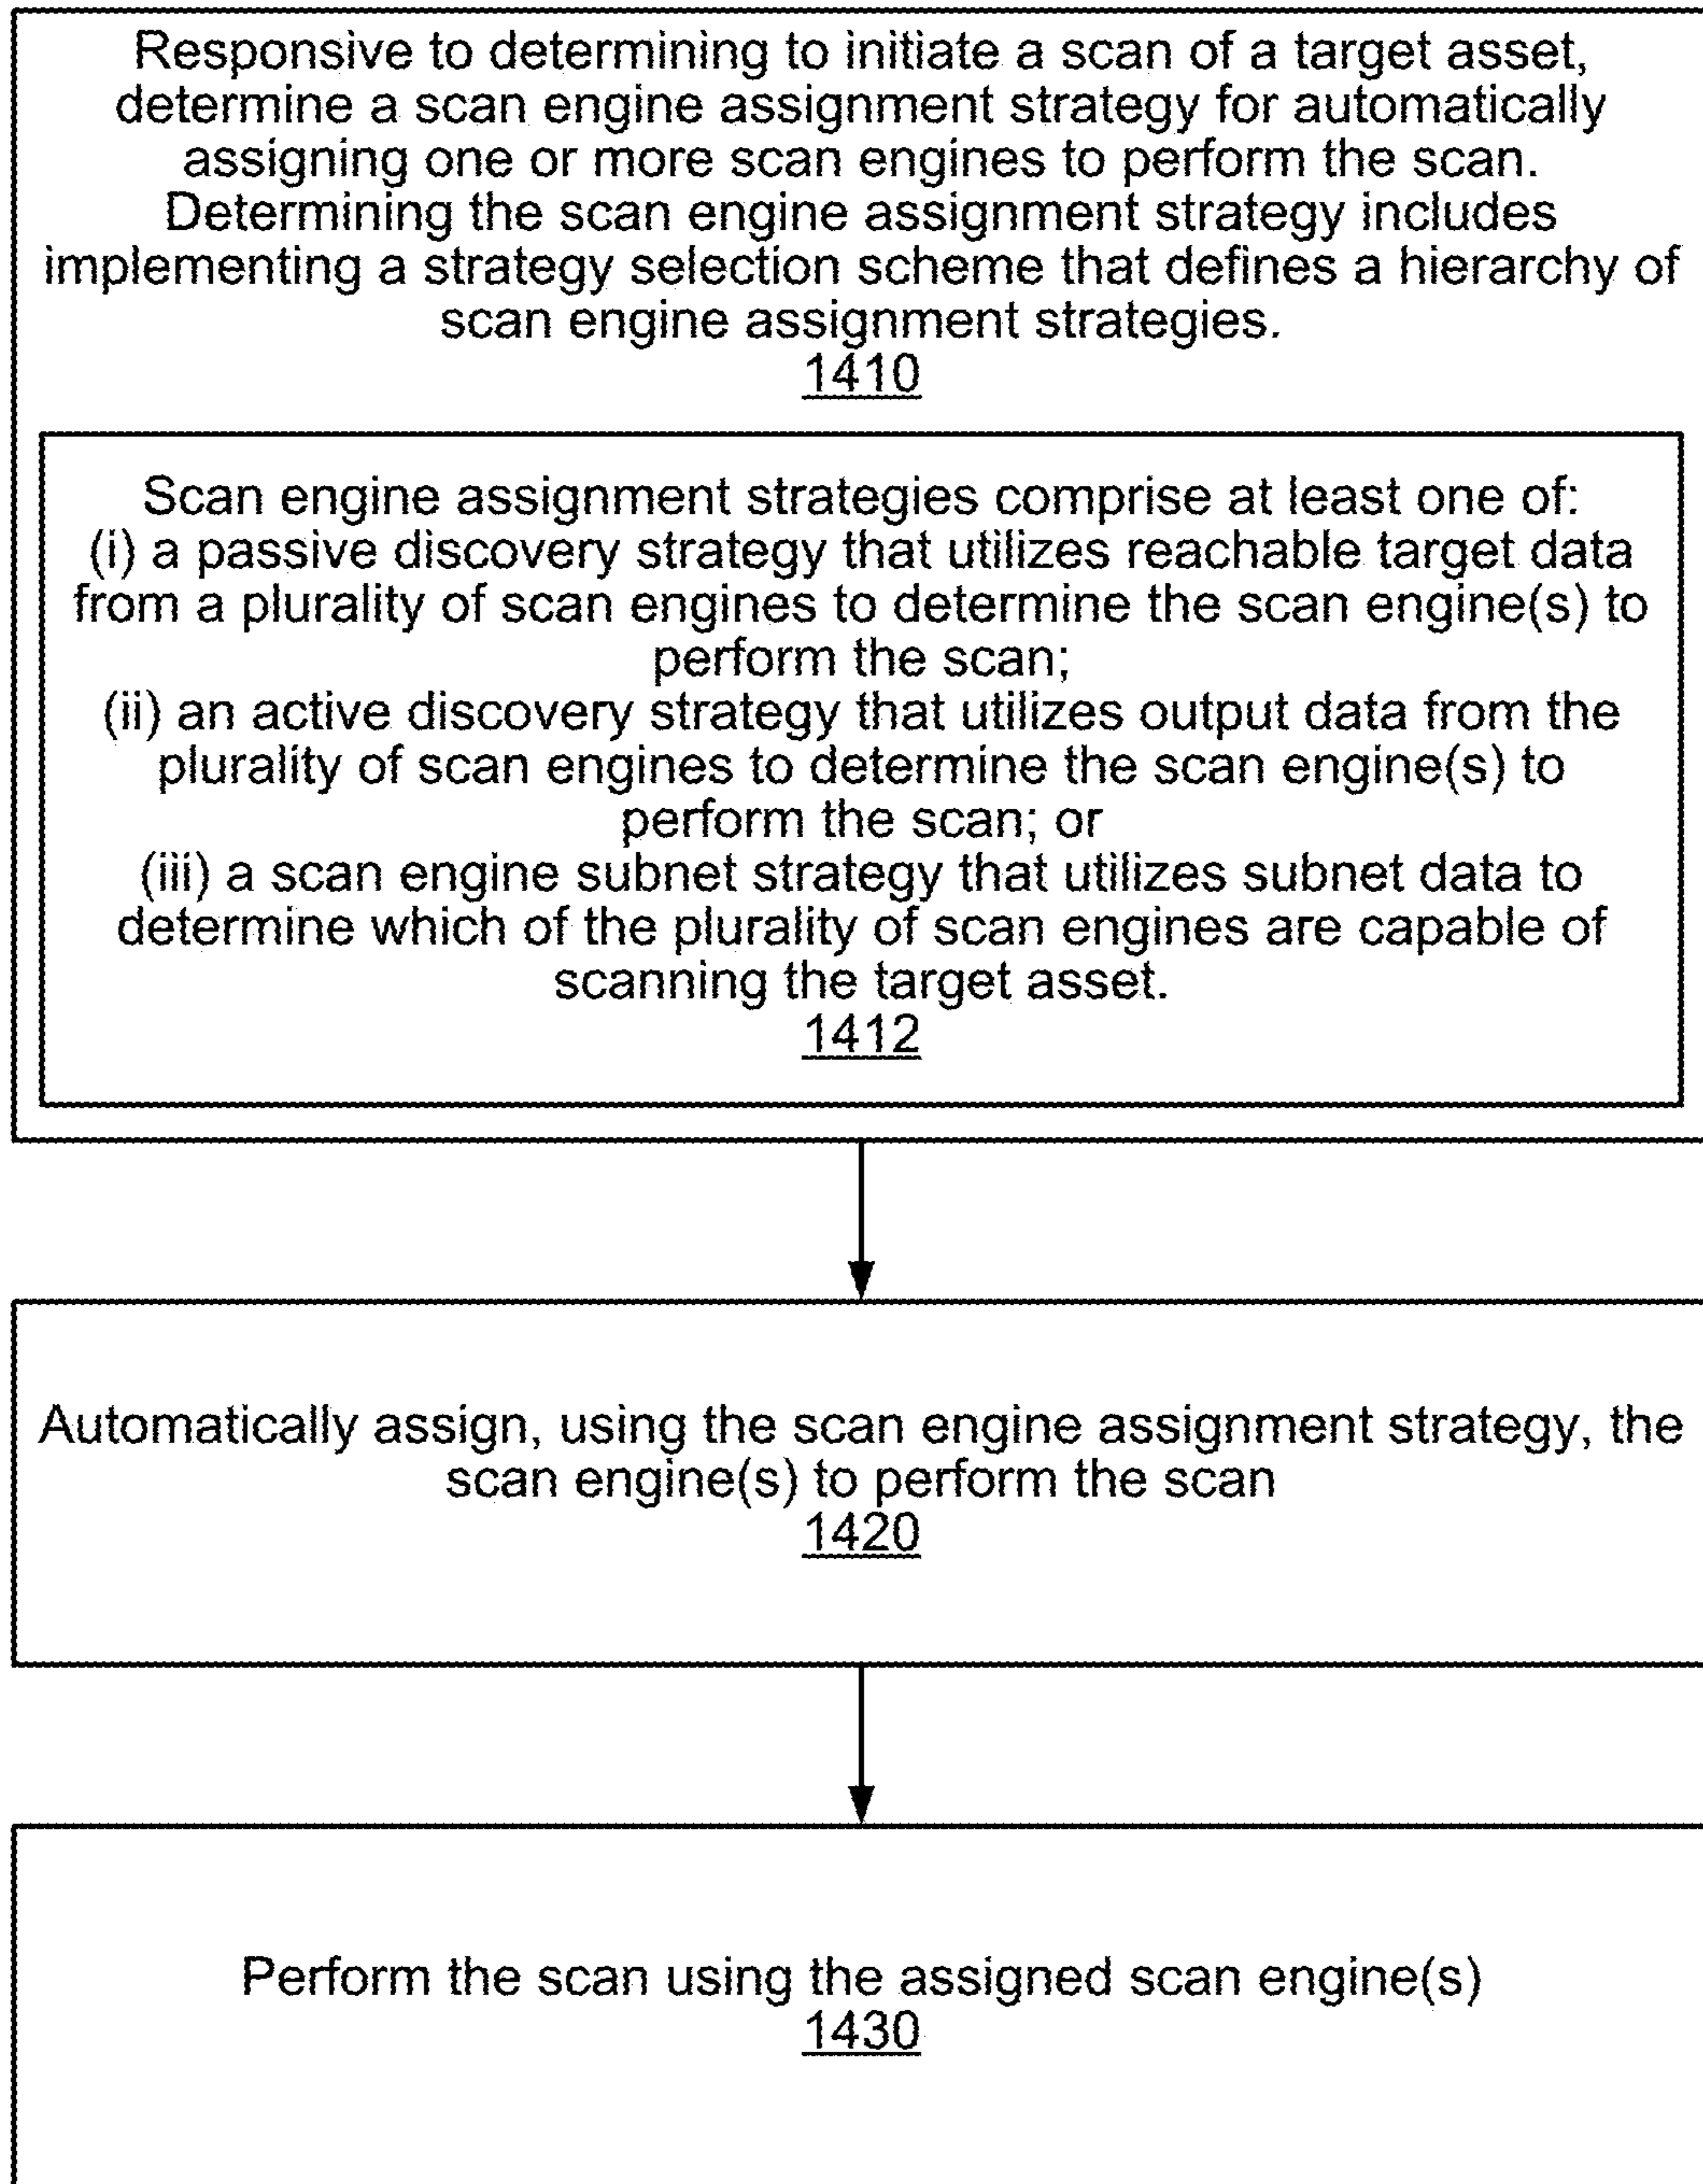 Responsive to determining to initiate a scan of a target asset,
determine a scan engine assignment strategy for automatically
assigning one or more scan engines to perform the scan.
Determining the scan engine assignment strategy includes
implementing a strategy selection scheme that defines a hierarchy of
scan engine assignment strategies.
1410
Scan engine assignment strategies comprise at least one of:
(i) a passive discovery strategy that utilizes reachable target data
from a plurality of scan engines to determine the scan engine(s) to
perform the scan;
(ii) an active discovery strategy that utilizes output data from the
plurality of scan engines to determine the scan engine(s) to
perform the scan; or
(iii) a scan engine subnet strategy that utilizes subnet data to
determine which of the plurality of scan engines are capable of
scanning the target asset.
1412
Automatically assign, using the scan engine assignment strategy, the
scan engine(s) to perform the scan
1420
Perform the scan using the assigned scan engine(s)
1430